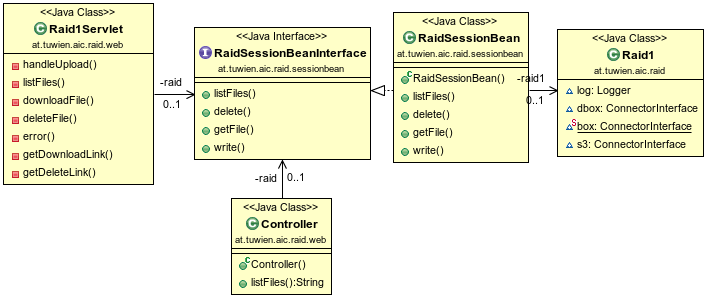 <<Java Class>>
Raid1Servlet
at.tuwien.aic.raid.web
handleUpload()
listFiles()
downloadFile()
deleteFile()
error()
getDownloadLink()
getDeleteLink()
-raid
0..1
<<Java Interface>>
RaidSessionBeanInterface
at.tuwien.aic.raid.sessionbean
listFiles()
delete()
getFile()
write()
<<Java Class>>
RaidSessionBean
at.tuwien.aic.raid.sessionbean
RaidSessionBean()
listFiles()
delete()
getFile()
write()
-raid1
0..1
<<Java Class>>
Raid1
at.tuwien.aic.raid
log: Logger
dbox: ConnectorInterface
box: ConnectorInterface
s3: ConnectorInterface
-raid
0..1
<<Java Class>>
Controller
at.tuwien.aic.raid.web
Controller()
listFiles():String